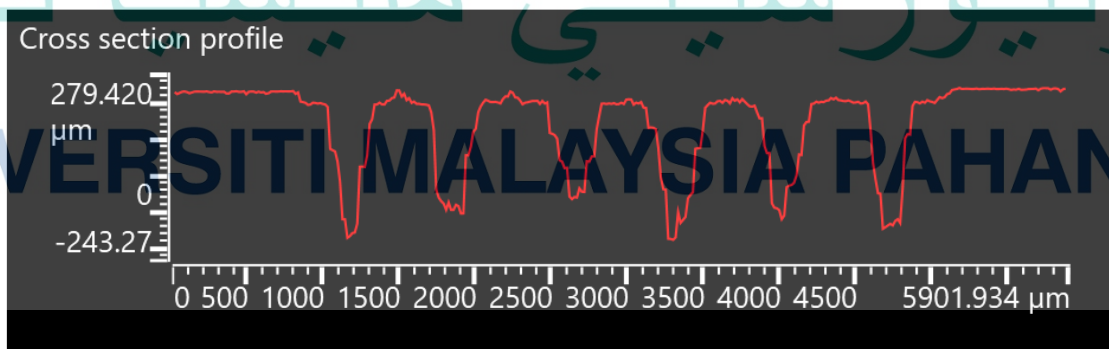 Cross section profile
279.420
µm
VERSITI MALAYSIA PAHAN
0
-243.27
0 500 1000 1500 2000 2500 3000 3500 4000 4500 5901.934 µm